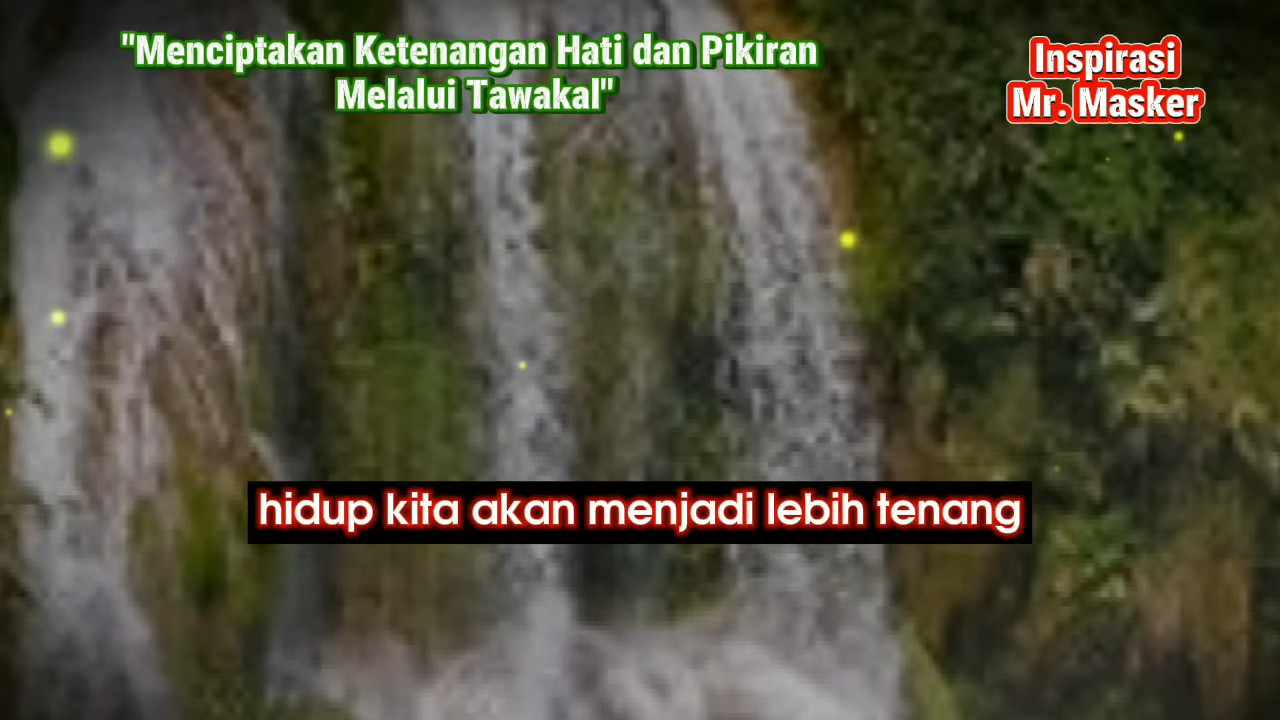 "Menciptakan Ketenangan Hati dan Pikiran
Melalui Tawakal"
Inspirasi
Mr. Masker
hidup kita akan menjadi lebih tenang